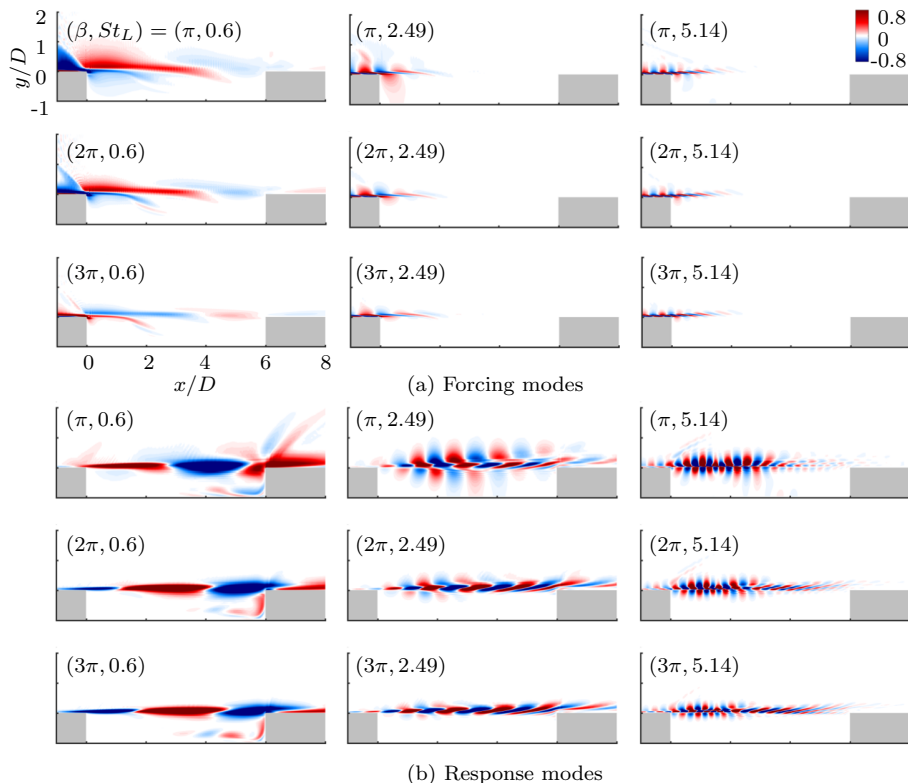 2
1
0
-1
y/D
(β, St_L) = (π, 0.6)
(π, 2.49)
(π, 5.14)
0.8
0
-0.8
(2π, 0.6)
(2π, 2.49)
(2π, 5.14)
(3π, 0.6)
(3π, 2.49)
(3π, 5.14)
0 2 4 6 8
x/D
(a) Forcing modes
(π, 0.6)
(π, 2.49)
(π, 5.14)
(2π, 0.6)
(2π, 2.49)
(2π, 5.14)
(3π, 0.6)
(3π, 2.49)
(3π, 5.14)
(b) Response modes